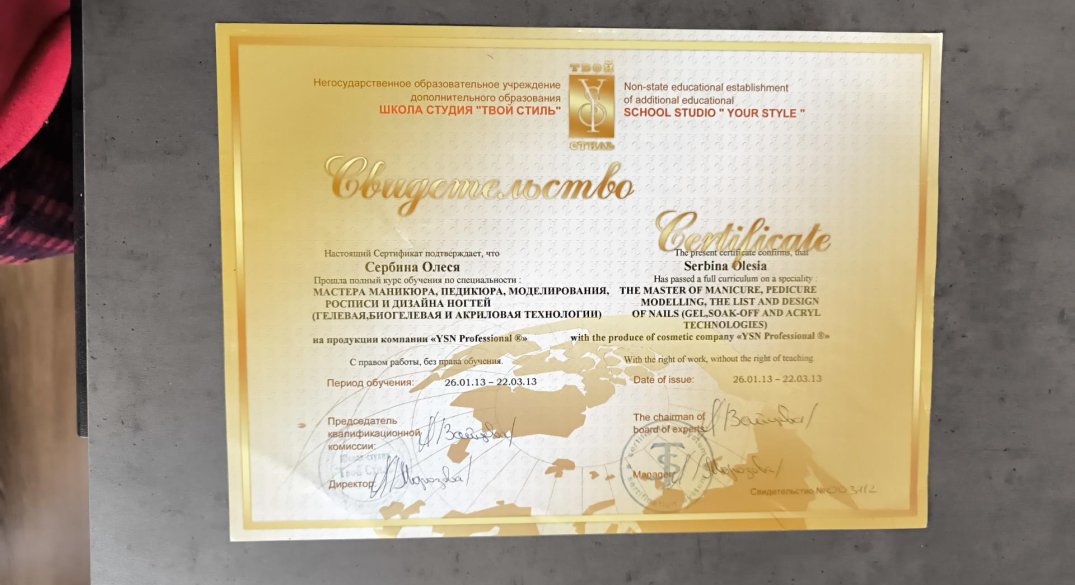 ТВОЙ
СТИЛЬ
Негосударственное образовательное учреждение
дополнительного образования
ШКОЛА СТУДИЯ "ТВОЙ СТИЛЬ"
Non-state educational establishment
of additional educational
SCHOOL STUDIO " YOUR STYLE "
Свидетельство
Certificate
Настоящий Сертификат подтверждает, что
Сербина Олеся
Прошла полный курс обучения по специальности :
МАСТЕРА МАНИКЮРА, ПЕДИКЮРА, МОДЕЛИРОВАНИЯ,
РОСПИСИ И ДИЗАЙНА НОГТЕЙ
(ГЕЛЕВАЯ,БИОГЕЛЕВАЯ И АКРИЛОВАЯ ТЕХНОЛОГИИ)
на продукции компании «YSN Professional ®»
С правом работы, без права обучения.
Период обучения: 26.01.13 – 22.03.13
Председатель
квалификационной
комиссии: /Зайцева/
Директор: /Морозова/
The present certificate confirms, that
Serbina Olesia
Has passed a full curriculum on a speciality :
THE MASTER OF MANICURE, PEDICURE
MODELLING, THE LIST AND DESIGN
OF NAILS (GEL,SOAK-OFF AND ACRYL
TECHNOLOGIES)
with the produce of cosmetic company «YSN Professional ®»
With the right of work, without the right of teaching.
Date of issue: 26.01.13 – 22.03.13
The chairman of
board of experts: /Зайцева/
Manager: /Морозова/
Свидетельство №